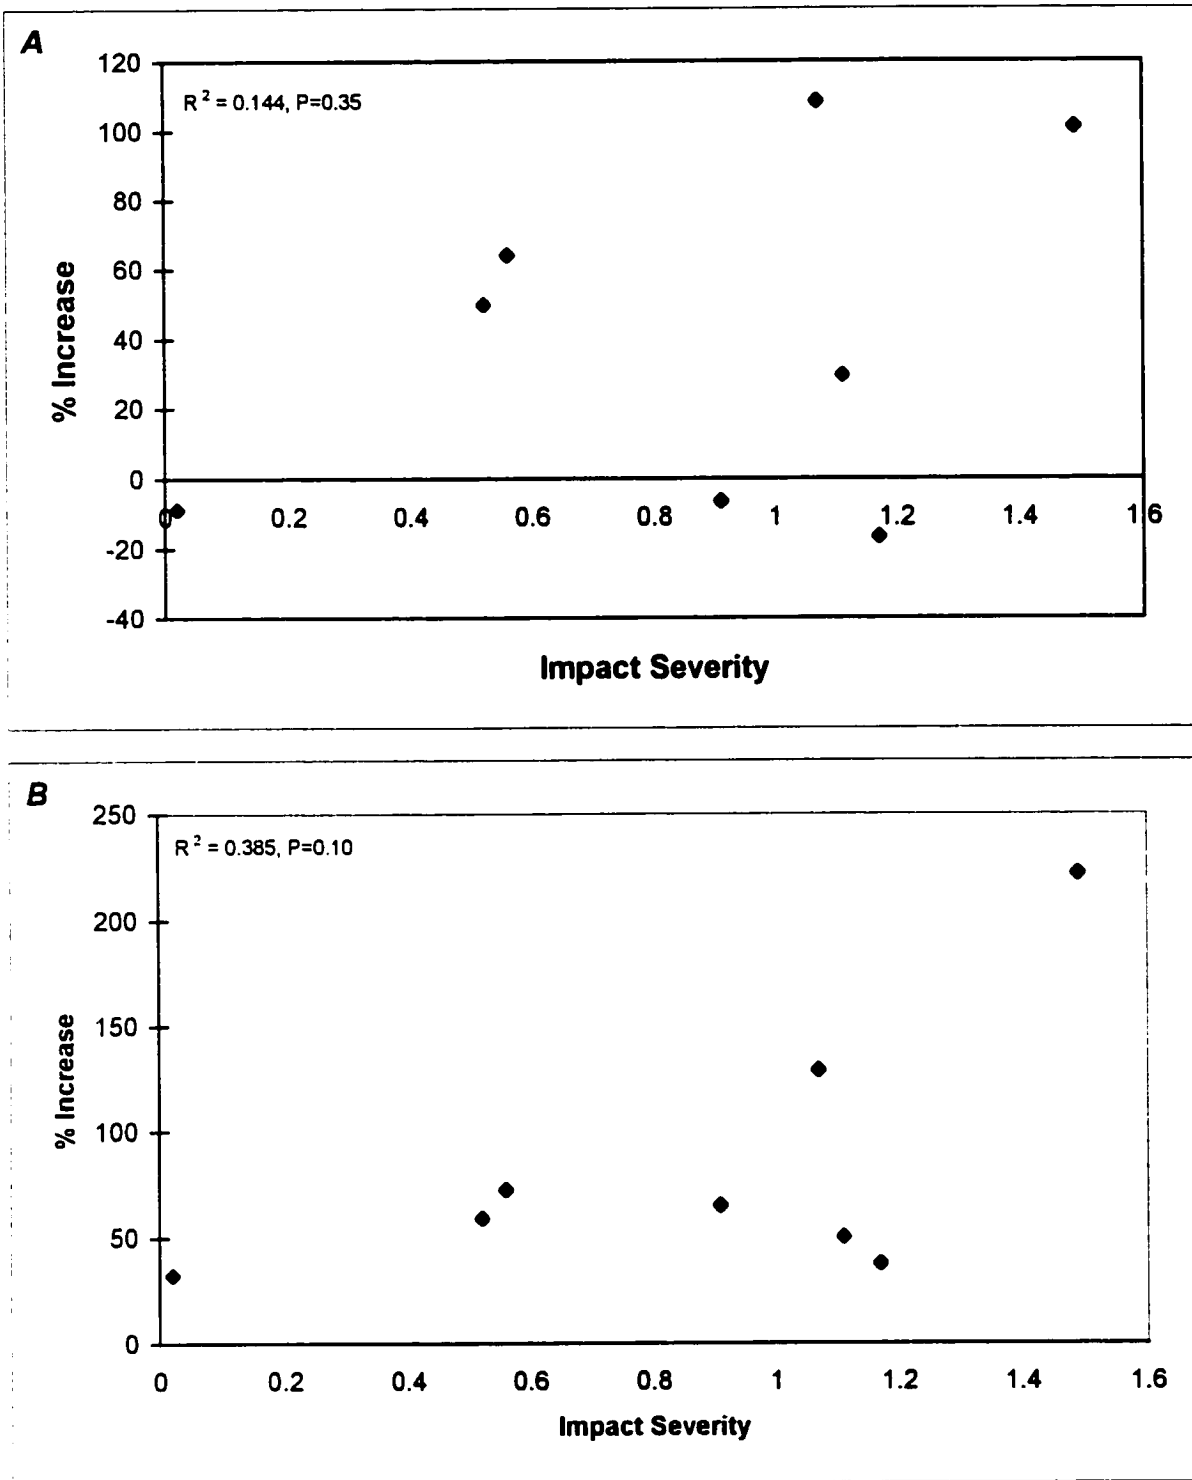 A
120
R² = 0.144, P=0.35
100
80
60
40
20
0
-20
-40
% Increase
0 0.2 0.4 0.6 0.8 1 1.2 1.4 1.6
Impact Severity
B
250
R² = 0.385, P=0.10
200
150
100
50
0
% Increase
0 0.2 0.4 0.6 0.8 1 1.2 1.4 1.6
Impact Severity